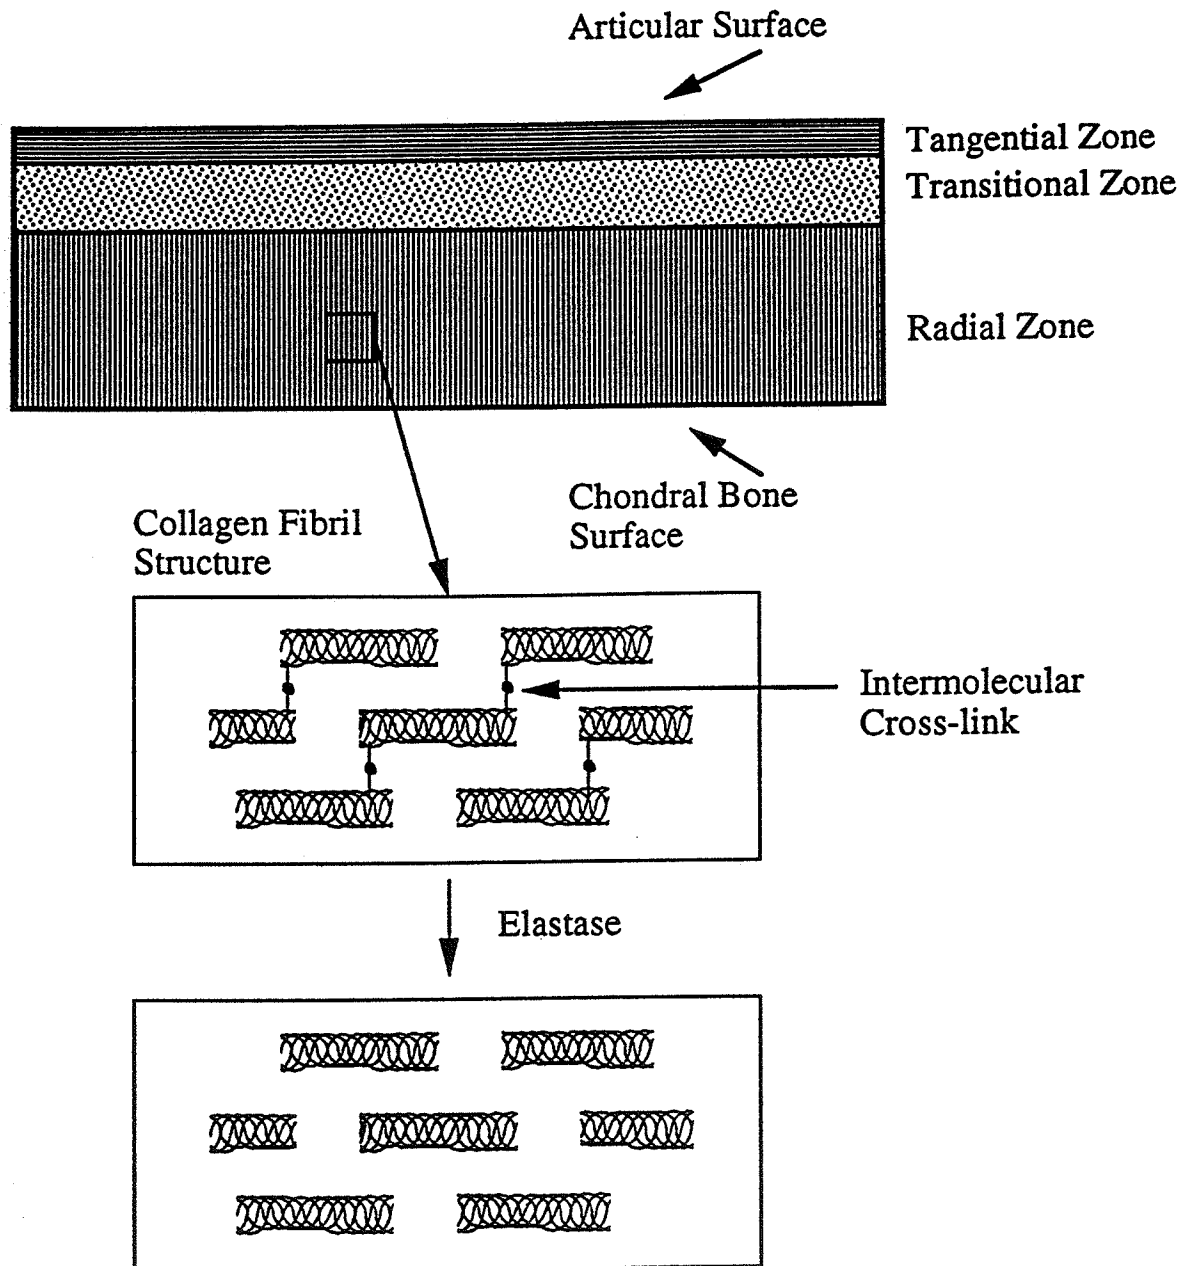 Articular Surface
Tangential Zone
Transitional Zone
Radial Zone
Chondral Bone
Surface
Collagen Fibril
Structure
Intermolecular
Cross-link
Elastase